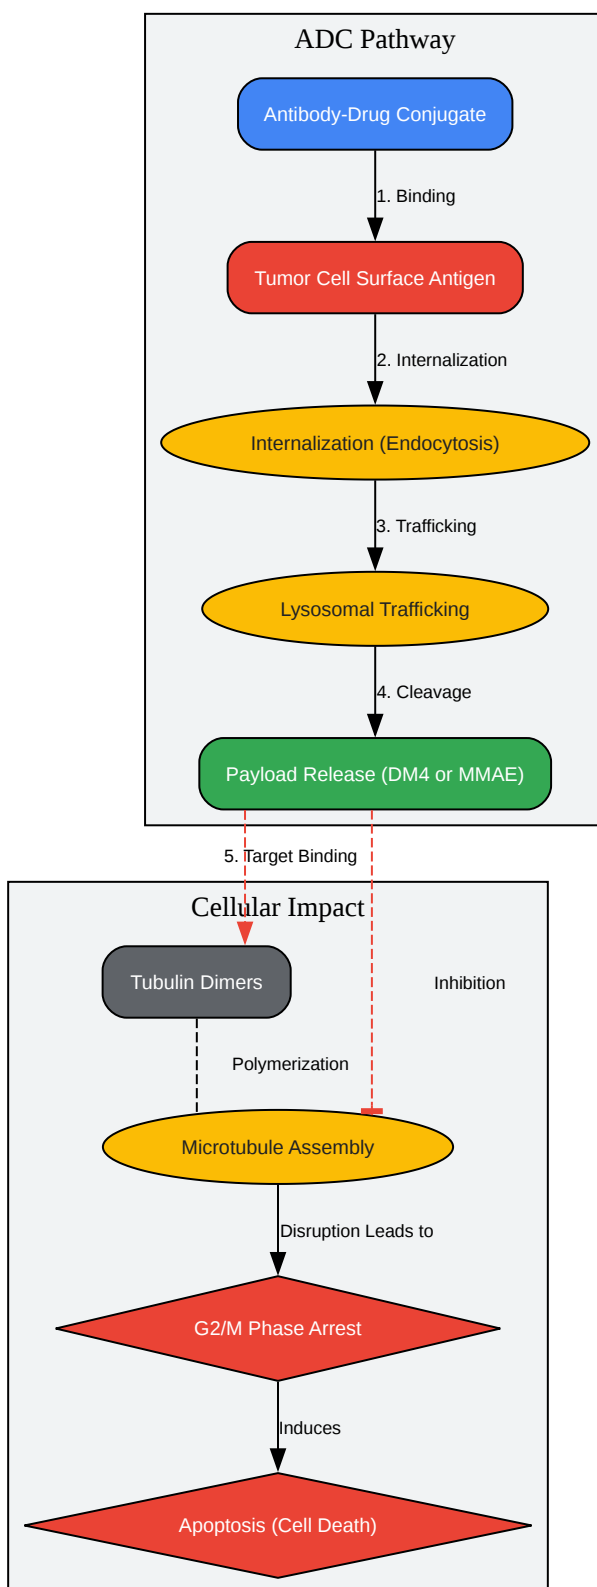 ADC Pathway
Antibody-Drug Conjugate
1. Binding
Tumor Cell Surface Antigen
2. Internalization
Internalization (Endocytosis)
3. Trafficking
Lysosomal Trafficking
4. Cleavage
Payload Release (DM4 or MMAE)
5. Target Binding
Cellular Impact
Tubulin Dimers
Inhibition
Polymerization
Microtubule Assembly
Disruption Leads to
G2/M Phase Arrest
Induces
Apoptosis (Cell Death)